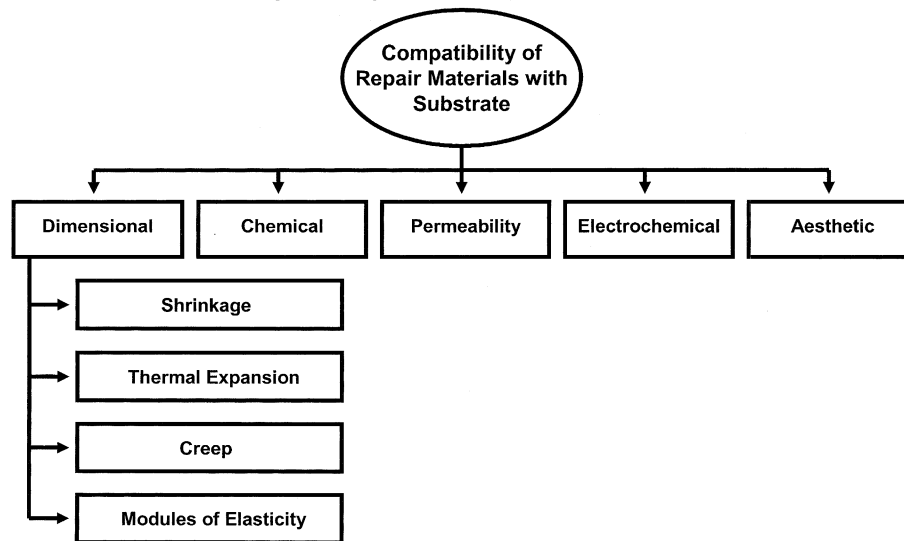 Compatibility of
Repair Materials with
Substrate
Dimensional
Chemical
Permeability
Electrochemical
Aesthetic
Shrinkage
Thermal Expansion
Creep
Modules of Elasticity